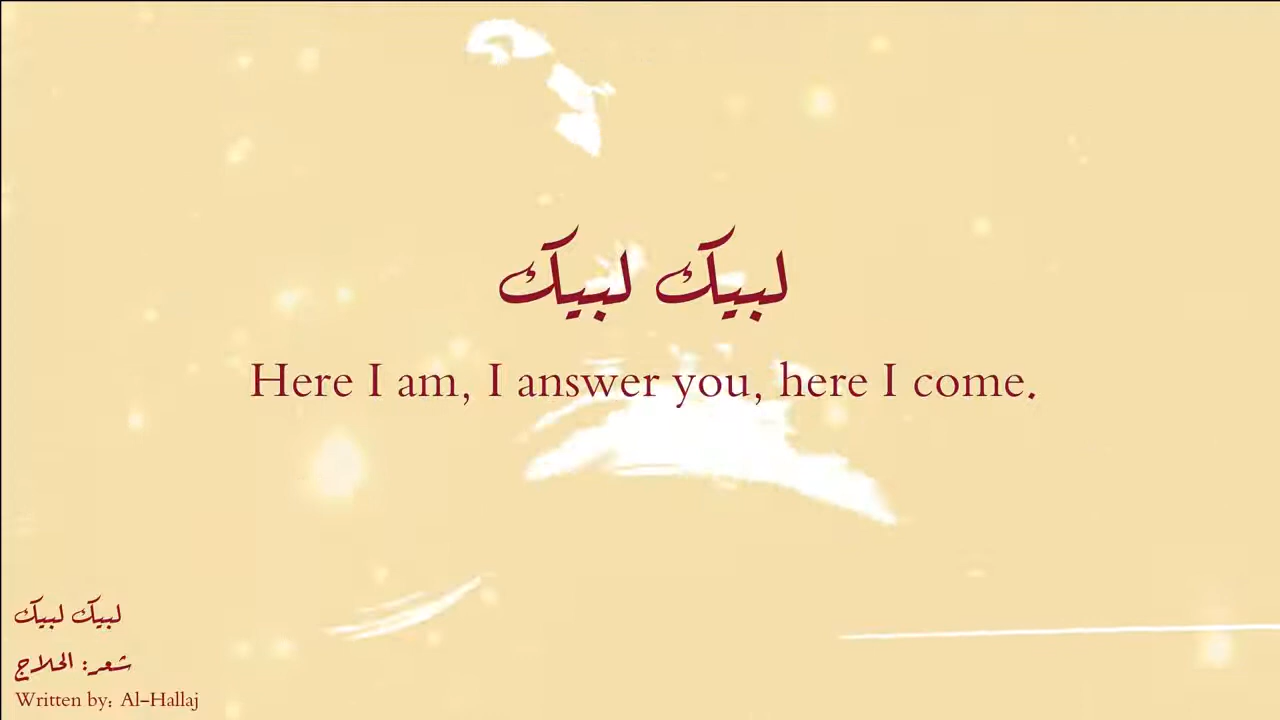 لبيك لبيك
Here I am, I answer you, here I come.
لبيك لبيك
شعر: الحلاج
Written by: Al-Hallaj